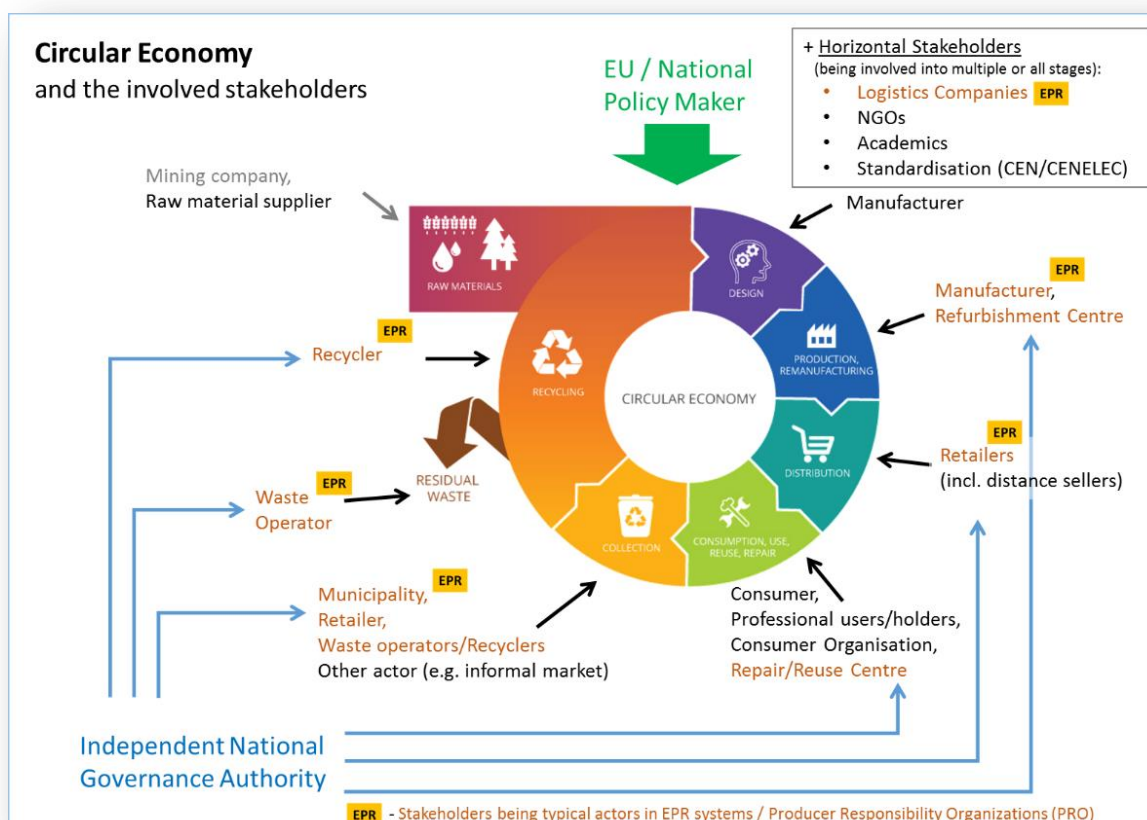 Circular Economy
and the involved stakeholders
EU / National
Policy Maker
+ Horizontal Stakeholders
(being involved into multiple or all stages):
• Logistics Companies EPR
• NGOs
• Academics
• Standardisation (CEN/CENELEC)
Mining company,
Raw material supplier
Manufacturer
RAW MATERIALS
DESIGN
EPR
Manufacturer,
Refurbishment Centre
EPR
Recycler
RECYCLING
PRODUCTION,
REMANUFACTURING
CIRCULAR ECONOMY
EPR
Retailers
(incl. distance sellers)
DISTRIBUTION
RESIDUAL
WASTE
EPR
Waste
Operator
COLLECTION
CONSUMPTION, USE,
REUSE, REPAIR
EPR
Municipality,
Retailer,
Waste operators/Recyclers
Other actor (e.g. informal market)
Consumer,
Professional users/holders,
Consumer Organisation,
Repair/Reuse Centre
Independent National
Governance Authority
EPR - Stakeholders being typical actors in EPR systems / Producer Responsibility Organizations (PRO)